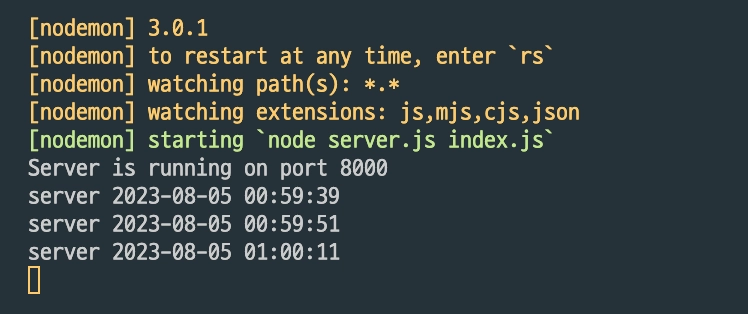 [nodemon] 3.0.1
[nodemon] to restart at any time, enter `rs`
[nodemon] watching path(s): *.*
[nodemon] watching extensions: js,mjs,cjs,json
[nodemon] starting `node server.js index.js`
Server is running on port 8000
server 2023-08-05 00:59:39
server 2023-08-05 00:59:51
server 2023-08-05 01:00:11